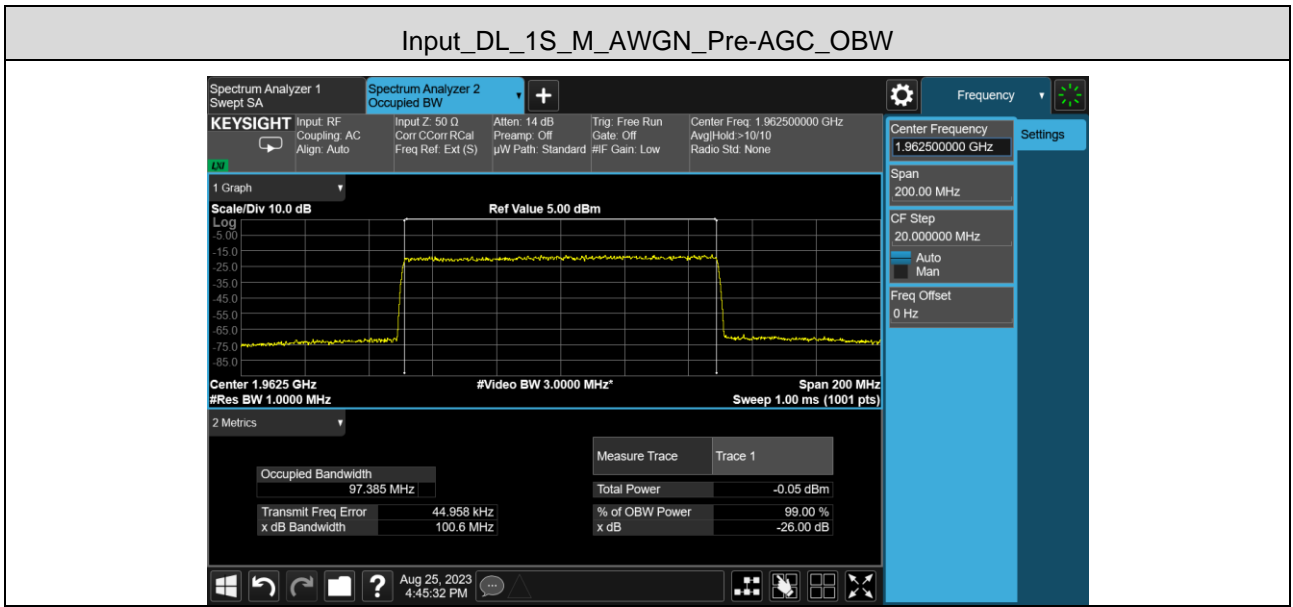 Input_DL_1S_M_AWGN_Pre-AGC_OBW
Spectrum Analyzer 1
Swept SA
Spectrum Analyzer 2
Occupied BW
Frequency
KEYSIGHT
Input: RF
Coupling: AC
Align: Auto
Input Z: 50 Ω
Corr CCorr RCal
Freq Ref: Ext (S)
Atten: 14 dB
Preamp: Off
µW Path: Standard
Trig: Free Run
Gate: Off
#IF Gain: Low
Center Freq: 1.962500000 GHz
Avg|Hold:>10/10
Radio Std: None
LXI
Center Frequency
1.962500000 GHz
Settings
Span
200.00 MHz
CF Step
20.000000 MHz
Auto
Man
Freq Offset
0 Hz
1 Graph
Scale/Div 10.0 dB
Ref Value 5.00 dBm
Log
-5.00
-15.0
-25.0
-35.0
-45.0
-55.0
-65.0
-75.0
-85.0
Center 1.9625 GHz
#Video BW 3.0000 MHz*
Span 200 MHz
#Res BW 1.0000 MHz
Sweep 1.00 ms (1001 pts)
2 Metrics
Measure Trace
Trace 1
Occupied Bandwidth
97.385 MHz
Total Power
-0.05 dBm
Transmit Freq Error
44.958 kHz
% of OBW Power
99.00 %
x dB Bandwidth
100.6 MHz
x dB
-26.00 dB
?
Aug 25, 2023
4:45:32 PM